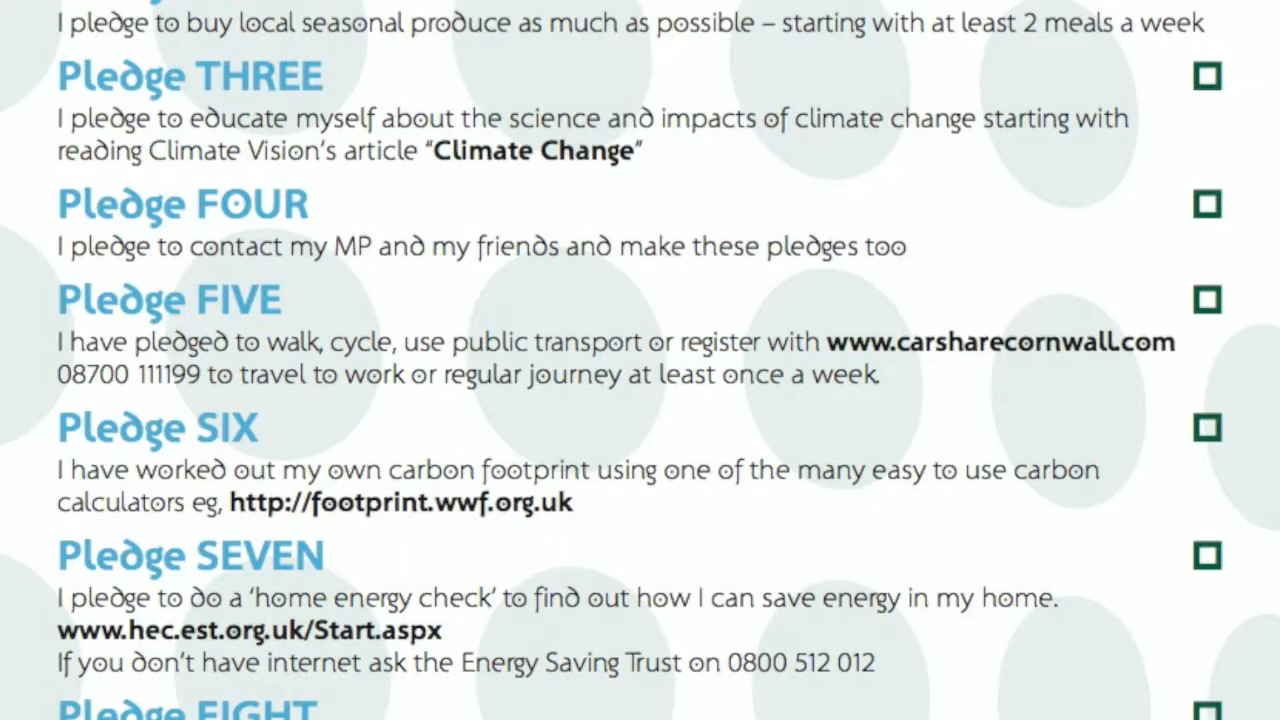 I pledge to buy local seasonal produce as much as possible – starting with at least 2 meals a week
Pledge THREE
I pledge to educate myself about the science and impacts of climate change starting with
reading Climate Vision’s article “Climate Change”
Pledge FOUR
I pledge to contact my MP and my friends and make these pledges too
Pledge FIVE
I have pledged to walk, cycle, use public transport or register with www.carsharecornwall.com
08700 111199 to travel to work or regular journey at least once a week.
Pledge SIX
I have worked out my own carbon footprint using one of the many easy to use carbon
calculators eg, http://footprint.wwf.org.uk
Pledge SEVEN
I pledge to do a ‘home energy check’ to find out how I can save energy in my home.
www.hec.est.org.uk/Start.aspx
If you don’t have internet ask the Energy Saving Trust on 0800 512 012
Pledge EIGHT